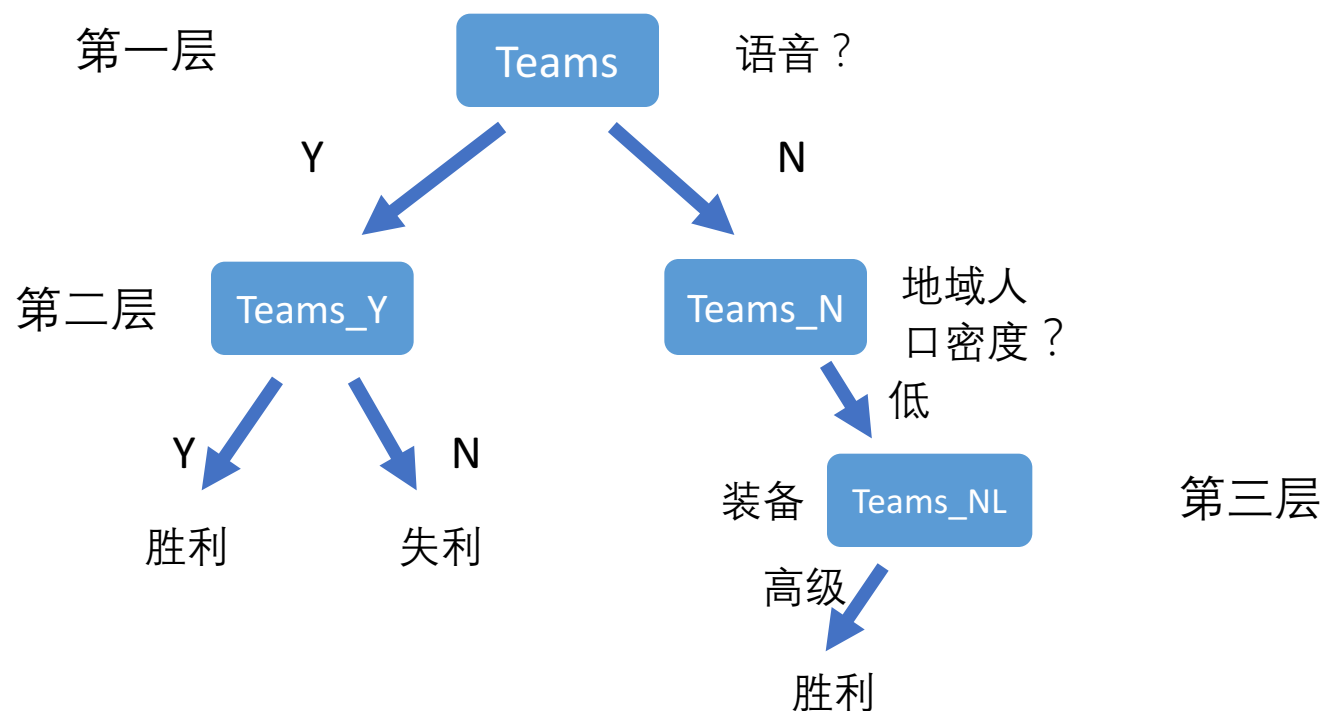 第一层
Teams
语音？
Y
N
第二层
Teams_Y
Teams_N
地域人
口密度？
低
Y
N
装备
Teams_NL
第三层
胜利
失利
高级
胜利